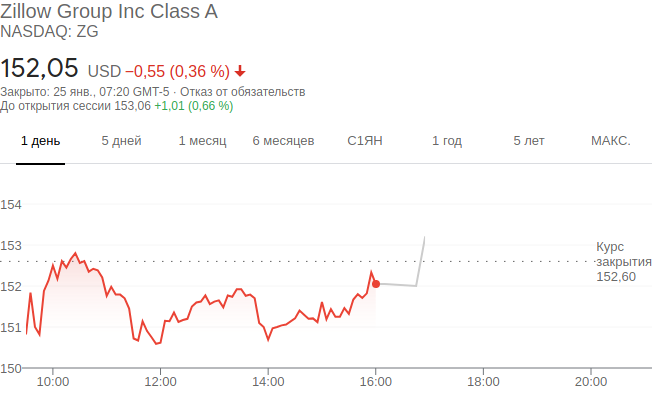 Zillow Group Inc Class A
NASDAQ: ZG
152,05 USD −0,55 (0,36 %)
Закрыто: 25 янв., 07:20 GMT-5 · Отказ от обязательств
До открытия сессии 153,06 +1,01 (0,66 %)
1 день 5 дней 1 месяц 6 месяцев С1ЯН 1 год 5 лет МАКС.
154
153
Курс
закрытия
152,60
152
151
150
10:00 12:00 14:00 16:00 18:00 20:00